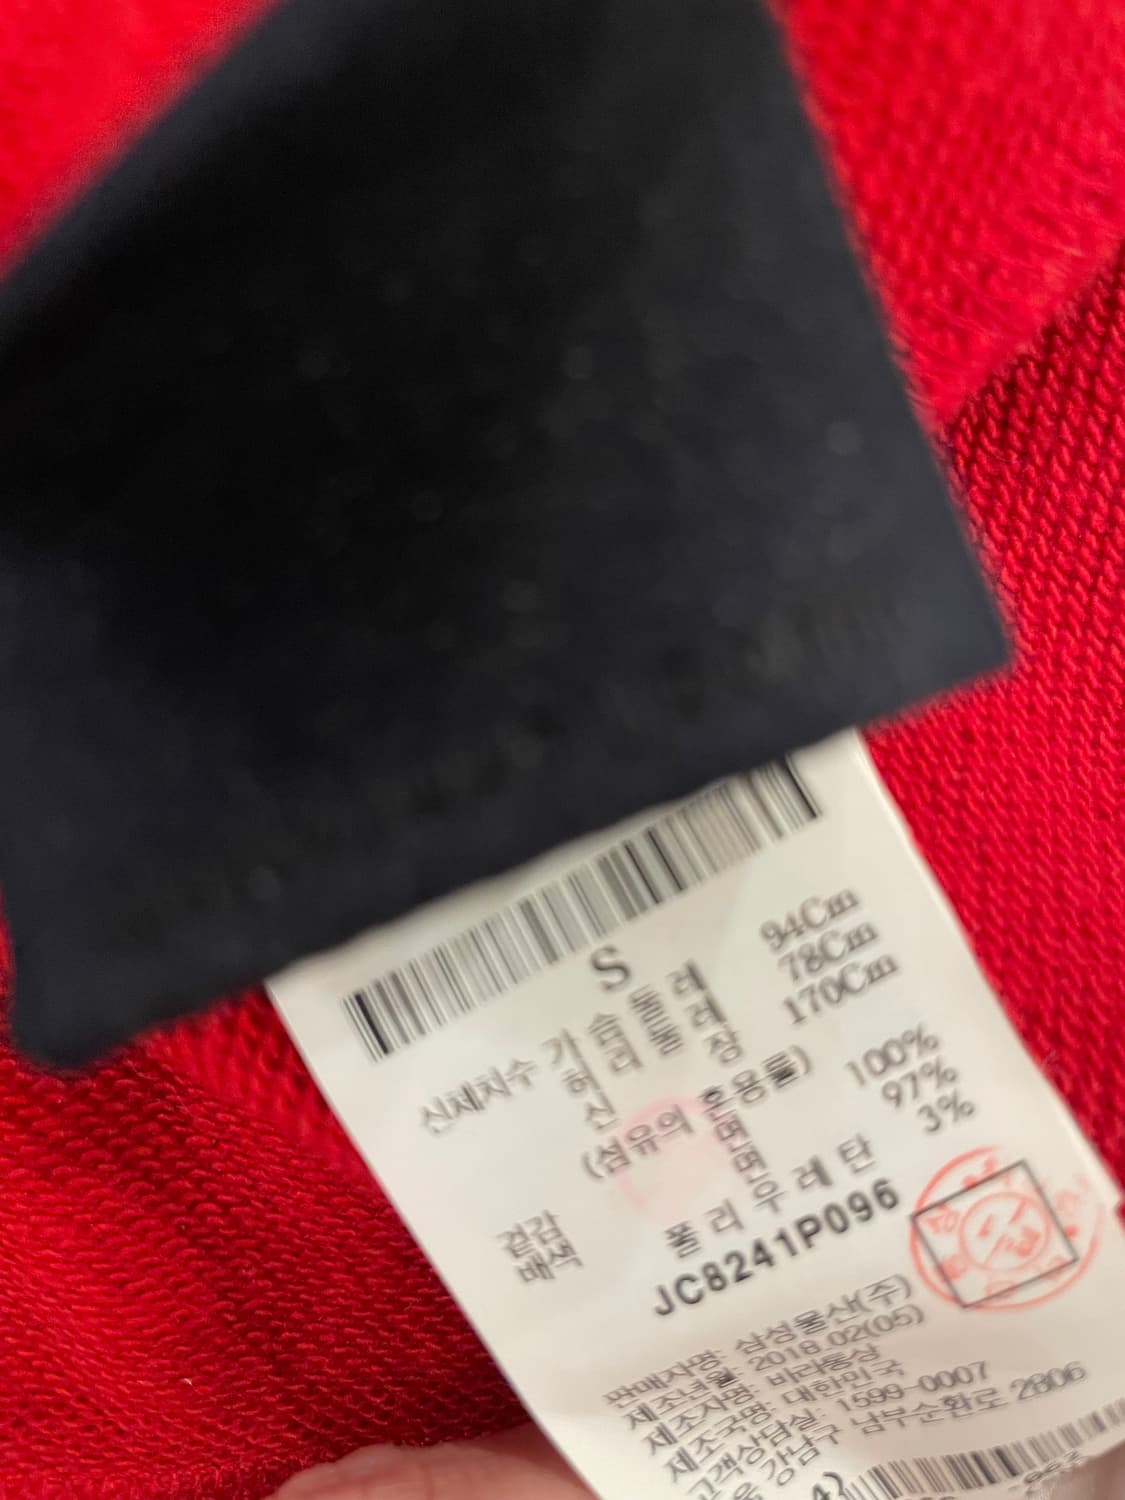 S
신체치수 가슴둘레 94Cm
허리둘레 78Cm
신장 170Cm
(섬유의 혼용률)
겉감 면 100%
배색 면 97%
폴리우레탄 3%
JC8241P096
판매자명: 삼성물산(주)
제조년월: 2018.02(05)
제조자명:
제조국명: 대한민국
고객상담실: 1599-0007
강남구 남부순환로 2806